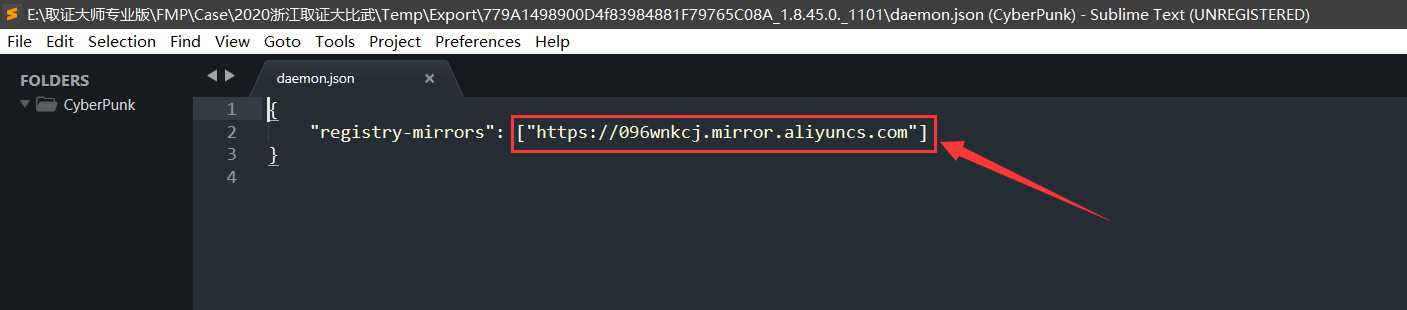 E:\取证大师专业版\FMP\Case\2020浙江取证大比武\Temp\Export\779A1498900D4f83984881F79765C08A_1.8.45.0._1101\daemon.json (CyberPunk) - Sublime Text (UNREGISTERED)
File Edit Selection Find View Goto Tools Project Preferences Help
FOLDERS
CyberPunk
daemon.json
1 {
2 "registry-mirrors": ["https://096wnkcj.mirror.aliyuncs.com"]
3 }
4